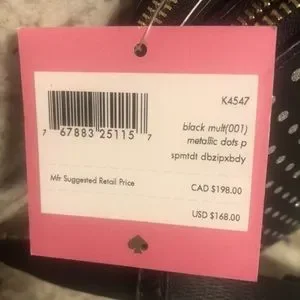 K4547
black mult(001)
metallic dots p
spmtdt dbzipxbdy
7 67883 25115 7
Mfr Suggested Retail Price
CAD $198.00
USD $168.00